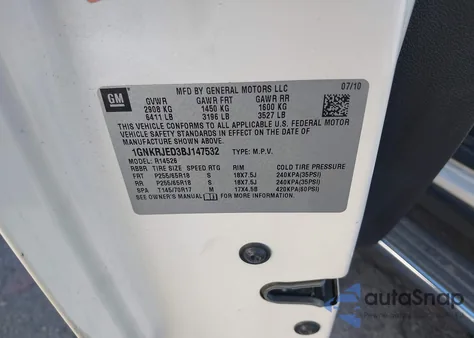 GM
MFD BY GENERAL MOTORS LLC
07/10
GVWR GAWR FRT GAWR RR
2908 KG 1450 KG 1600 KG
6411 LB 3196 LB 3527 LB
THIS VEHICLE CONFORMS TO ALL APPLICABLE U.S. FEDERAL MOTOR
VEHICLE SAFETY STANDARDS IN EFFECT ON THE DATE OF
MANUFACTURE SHOWN ABOVE.
1GNKRJED3BJ147532 TYPE: M.P.V.
MODEL: R14526
TIRE SIZE SPEED RTG RIM COLD TIRE PRESSURE
FRT P255/65R18 S 18X7.5J 240KPA(35PSI)
RR P255/65R18 S 18X7.5J 240KPA(35PSI)
SPA T145/70R17 M 17X4.5B 420KPA(60PSI)
SEE OWNER'S MANUAL
autoSnap